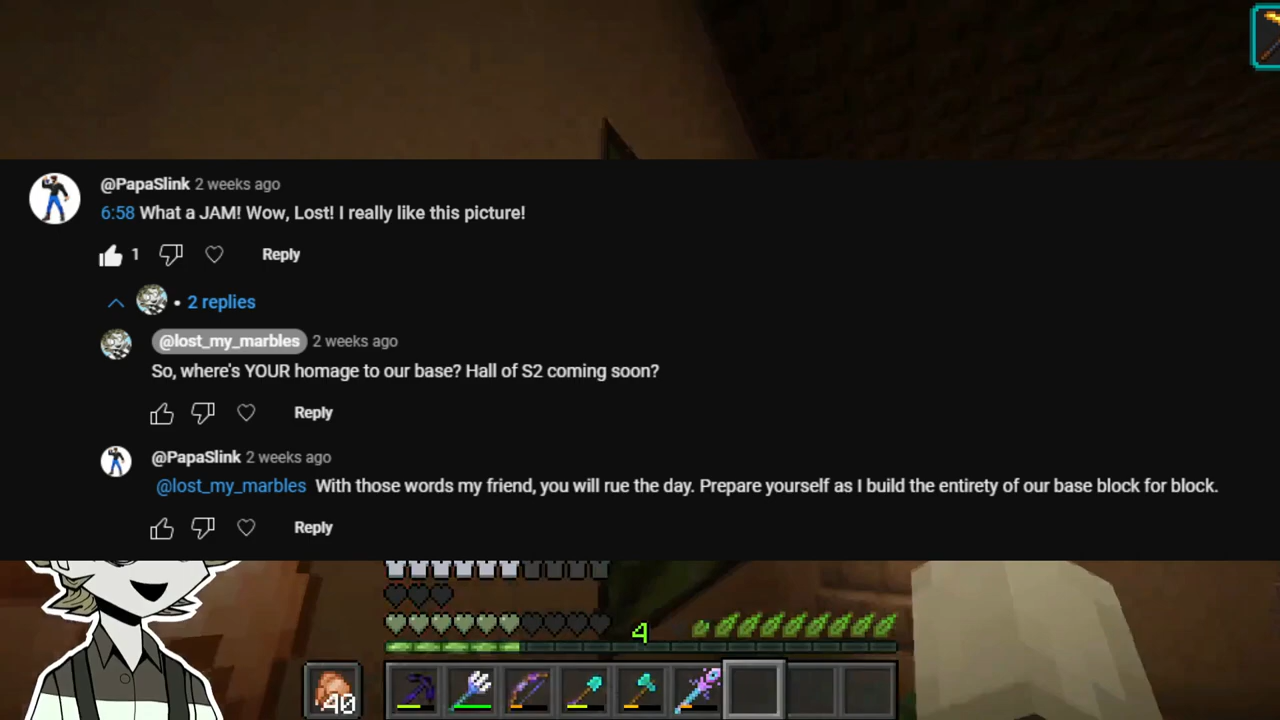 @PapaSlink 2 weeks ago
6:58 What a JAM! Wow, Lost! I really like this picture!
1 Reply
• 2 replies
@lost_my_marbles 2 weeks ago
So, where's YOUR homage to our base? Hall of S2 coming soon?
Reply
@PapaSlink 2 weeks ago
@lost_my_marbles With those words my friend, you will rue the day. Prepare yourself as I build the entirety of our base block for block.
Reply
4
40